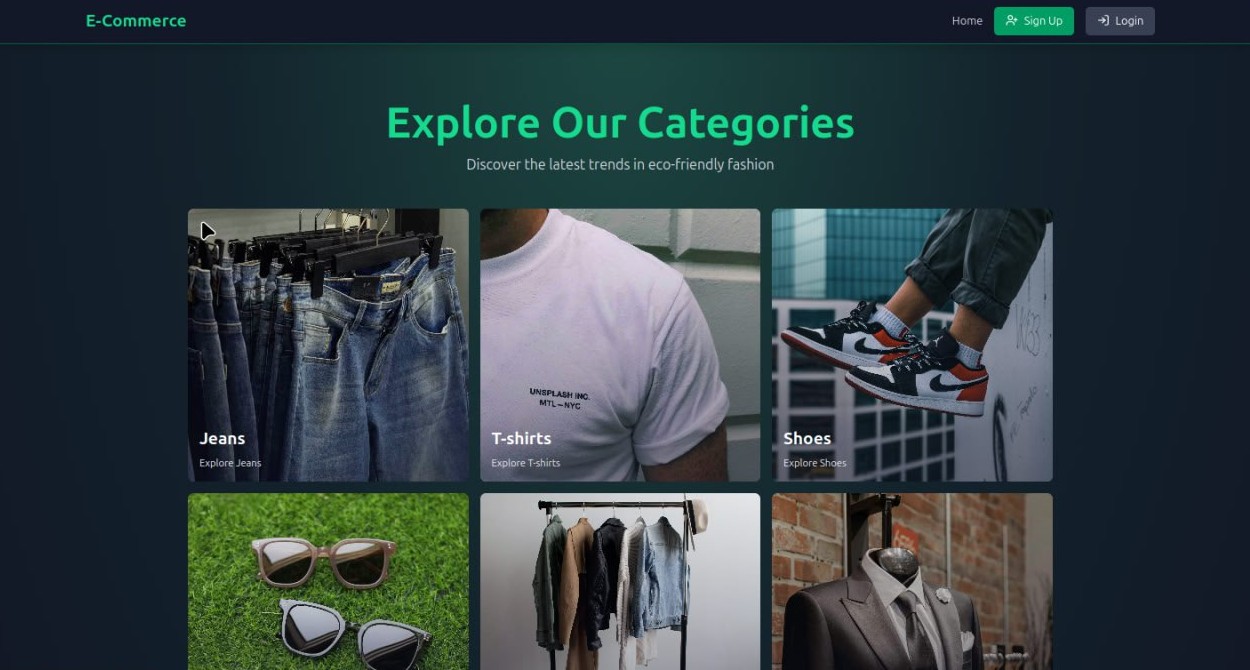 E-Commerce
Home
Sign Up
Login
Explore Our Categories
Discover the latest trends in eco-friendly fashion
UNSPLASH INC.
MTL—NYC
Jeans
Explore Jeans
T-shirts
Explore T-shirts
Shoes
Explore Shoes